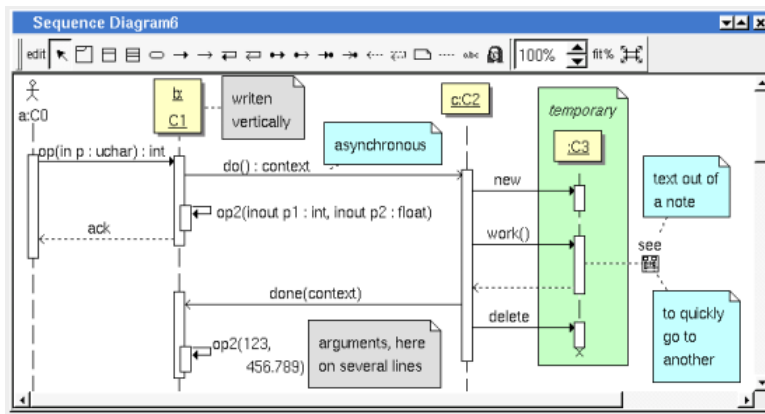 Sequence Diagram6
edit
abc
100%
fit%
a:C0
b:
C1
writen
vertically
c:C2
temporary
:C3
asynchronous
op(in p : uchar) : int
do() : context
new
text out of
a note
op2(inout p1 : int, inout p2 : float)
ack
work()
see
done(context)
delete
to quickly
go to
another
op2(123,
456.789)
arguments, here
on several lines